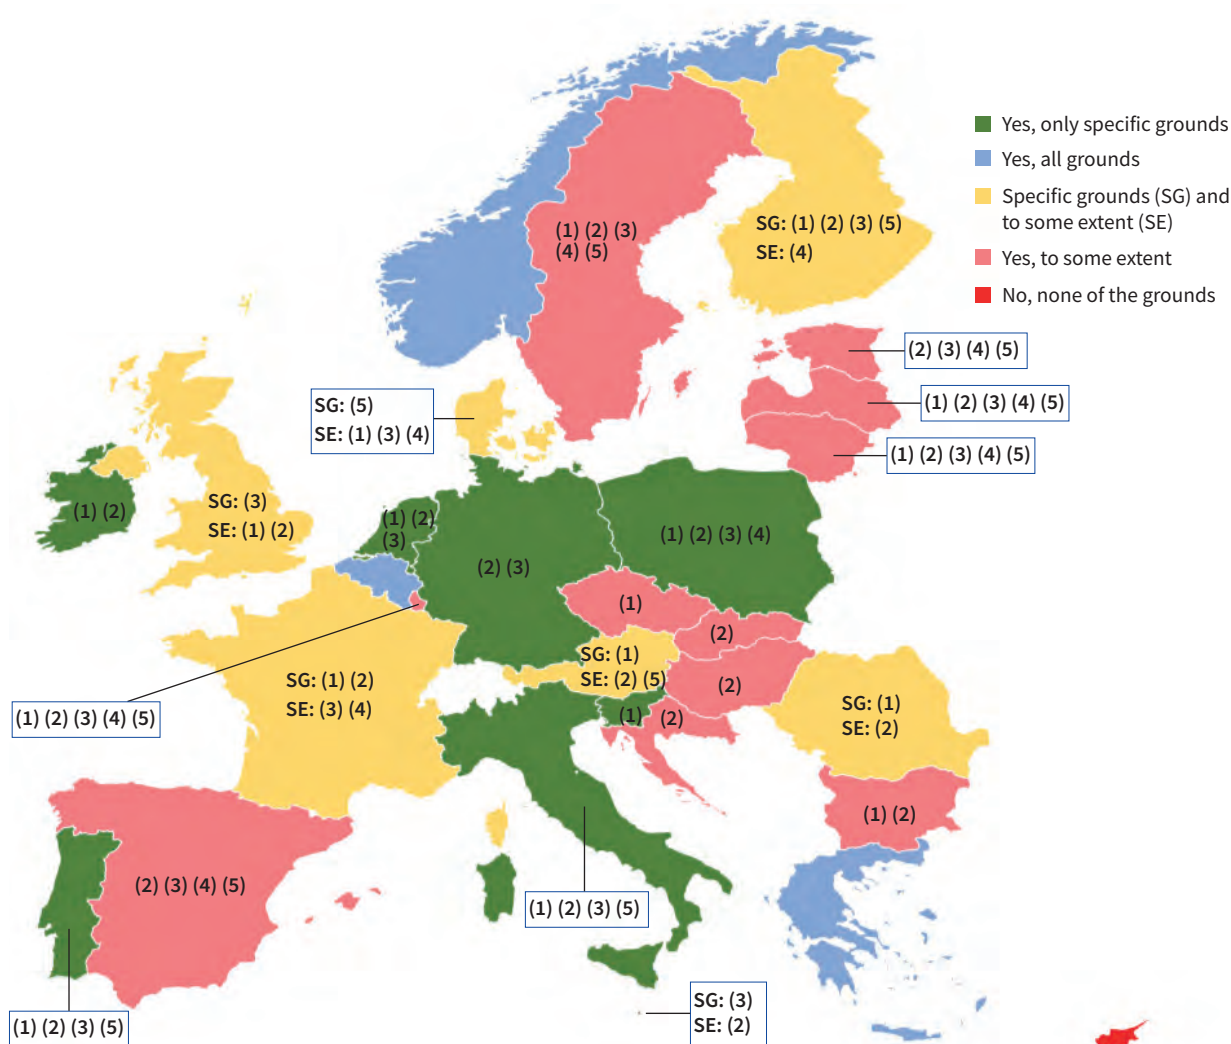 Yes, only specific grounds
Yes, all grounds
Specific grounds (SG) and
to some extent (SE)
Yes, to some extent
No, none of the grounds
(1) (2) (3)
(4) (5)
SG: (1) (2) (3) (5)
SE: (4)
(2) (3) (4) (5)
(1) (2) (3) (4) (5)
(1) (2) (3) (4) (5)
SG: (5)
SE: (1) (3) (4)
(1) (2)
SG: (3)
SE: (1) (2)
(1) (2)
(3)
(2) (3)
(1) (2) (3) (4)
(1)
(2)
SG: (1)
SE: (2) (5)
(2)
(1)
(2)
SG: (1) (2)
SE: (3) (4)
(1) (2) (3) (4) (5)
SG: (1)
SE: (2)
(1) (2)
(2) (3) (4) (5)
(1) (2) (3) (5)
(1) (2) (3) (5)
SG: (3)
SE: (2)